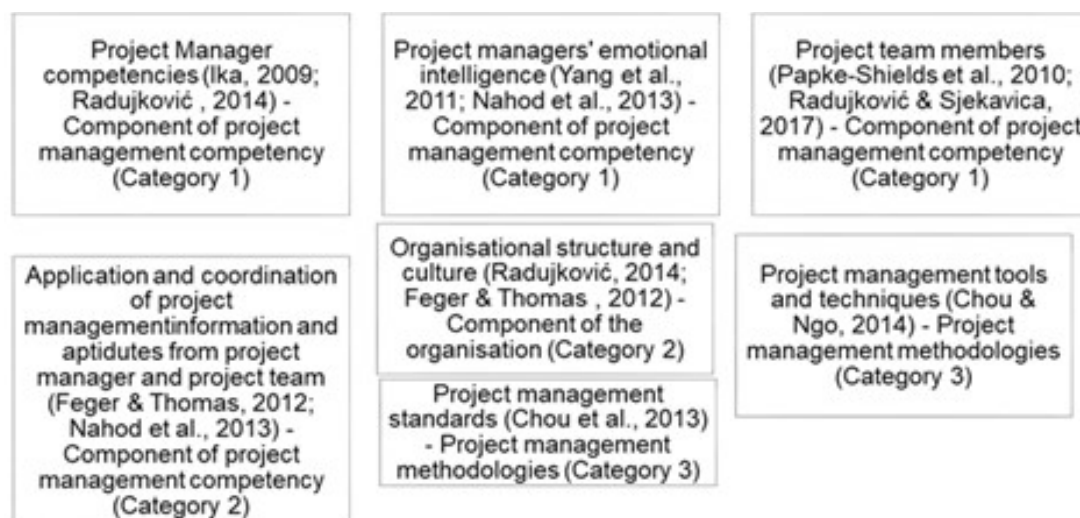 Project Manager
competencies (Ika, 2009;
Radujković , 2014) -
Component of project
management competency
(Category 1)
Project managers' emotional
intelligence (Yang et al.,
2011; Nahod et al., 2013) -
Component of project
management competency
(Category 1)
Project team members
(Papke-Shields et al., 2010;
Radujković & Sjekavica,
2017) - Component of project
management competency
(Category 1)
Application and coordination
of project
managementinformation and
aptidutes from project
manager and project team
(Feger & Thomas, 2012;
Nahod et al., 2013) -
Component of project
management competency
(Category 2)
Organisational structure and
culture (Radujković, 2014;
Feger & Thomas , 2012) -
Component of the
organisation (Category 2)
Project management
standards (Chou et al., 2013)
- Project management
methodologies (Category 3)
Project management tools
and techniques (Chou &
Ngo, 2014) - Project
management methodologies
(Category 3)